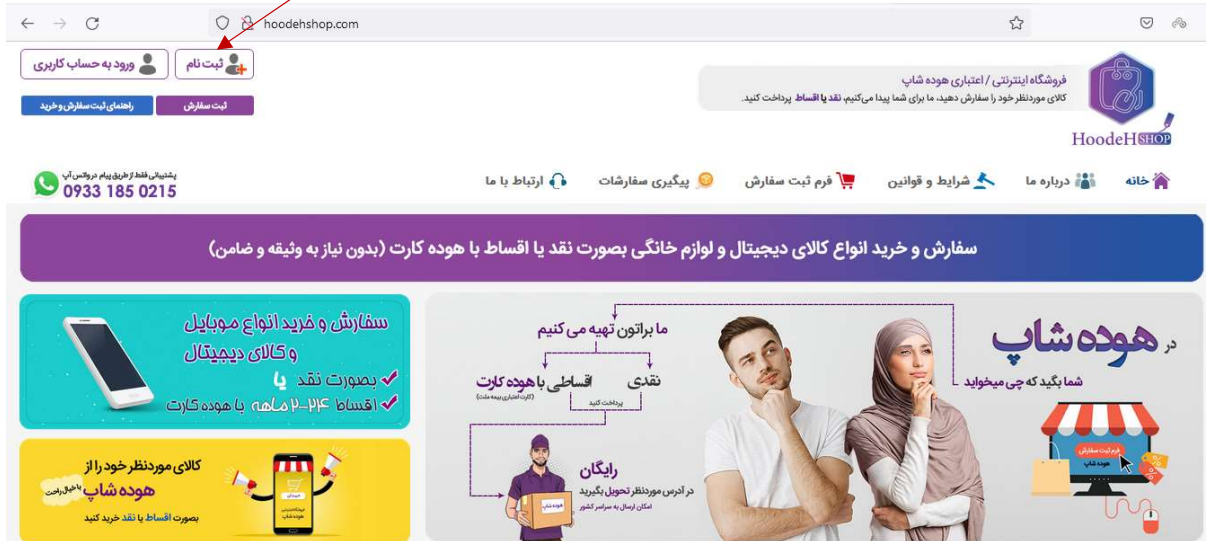 hoodehshop.com
ثبت نام
ورود به حساب کاربری
ثبت سفارش
راهنمای ثبت سفارش و خرید
فروشگاه اینترنتی / اعتباری هوده شاپ
کالای موردنظر خود را سفارش دهید، ما برای شما پیدا می‌کنیم، نقد یا اقساط پرداخت کنید.
HoodeH SHOP
خانه
درباره ما
شرایط و قوانین
فرم ثبت سفارش
پیگیری سفارشات
ارتباط با ما
پشتیبانی فقط از طریق پیام در واتس آپ
0933 185 0215
سفارش و خرید انواع کالای دیجیتال و لوازم خانگی بصورت نقد یا اقساط با هوده کارت (بدون نیاز به وثیقه و ضامن)
در هوده شاپ
شما بگید که چی میخواید
فرم ثبت سفارش
هوده شاپ
ما براتون تهیه می کنیم
نقدی
اقساطی با هوده کارت
(کارت اعتباری بیمه ملت)
پرداخت کنید
رایگان
در آدرس موردنظر تحویل بگیرید
امکان ارسال به سراسر کشور
هوده شاپ
سفارش و خرید انواع موبایل
و کالای دیجیتال
بصورت نقد یا
اقساط ۲۴-۱۲ ماهه با هوده کارت
کالای موردنظر خود را از
هوده شاپ با خیال راحت
بصورت اقساط یا نقد خرید کنید